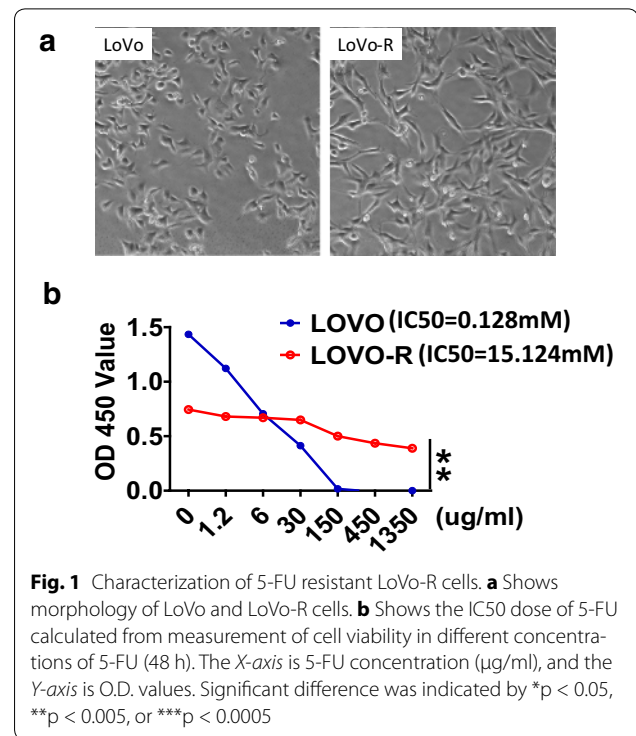 a
LoVo
LoVo-R
b
LOVO (IC50=0.128mM)
LOVO-R (IC50=15.124mM)
OD 450 Value
1.5
1.0
0.5
0.0
0 1.2 6 30 150 450 1350 (ug/ml)
**
Fig. 1 Characterization of 5-FU resistant LoVo-R cells. a Shows
morphology of LoVo and LoVo-R cells. b Shows the IC50 dose of 5-FU
calculated from measurement of cell viability in different concentra-
tions of 5-FU (48 h). The X-axis is 5-FU concentration (μg/ml), and the
Y-axis is O.D. values. Significant difference was indicated by *p < 0.05,
**p < 0.005, or ***p < 0.0005